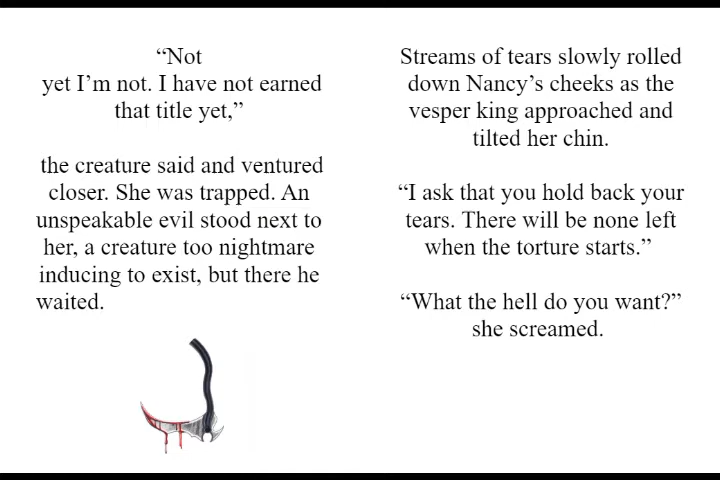 “Not
yet I’m not. I have not earned
that title yet,”
the creature said and ventured
closer. She was trapped. An
unspeakable evil stood next to
her, a creature too nightmare
inducing to exist, but there he
waited.
Streams of tears slowly rolled
down Nancy’s cheeks as the
vesper king approached and
tilted her chin.
“I ask that you hold back your
tears. There will be none left
when the torture starts.”
“What the hell do you want?”
she screamed.